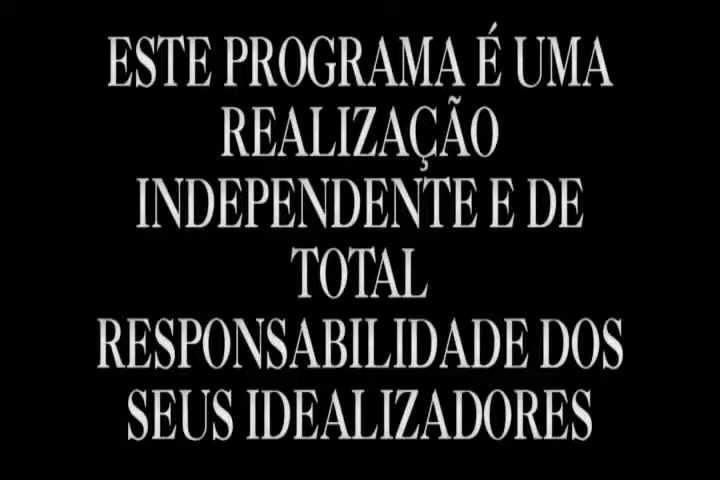 ESTE PROGRAMA É UMA
REALIZAÇÃO
INDEPENDENTE E DE
TOTAL
RESPONSABILIDADE DOS
SEUS IDEALIZADORES